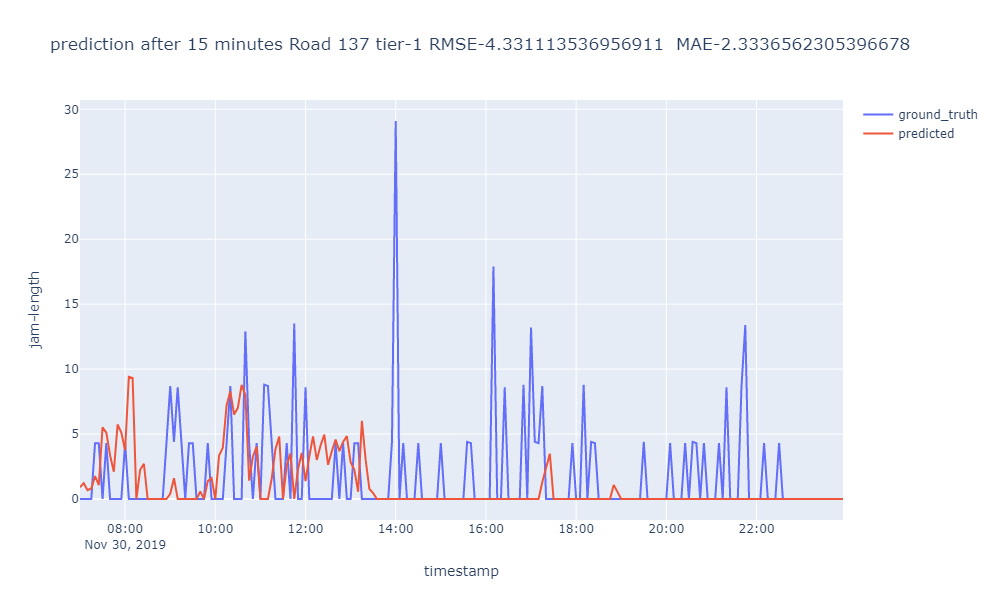 prediction after 15 minutes Road 137 tier-1 RMSE-4.331113536956911  MAE-2.3336562305396678
ground_truth
predicted
30
25
20
15
10
5
0
jam-length
08:00 10:00 12:00 14:00 16:00 18:00 20:00 22:00
Nov 30, 2019
timestamp